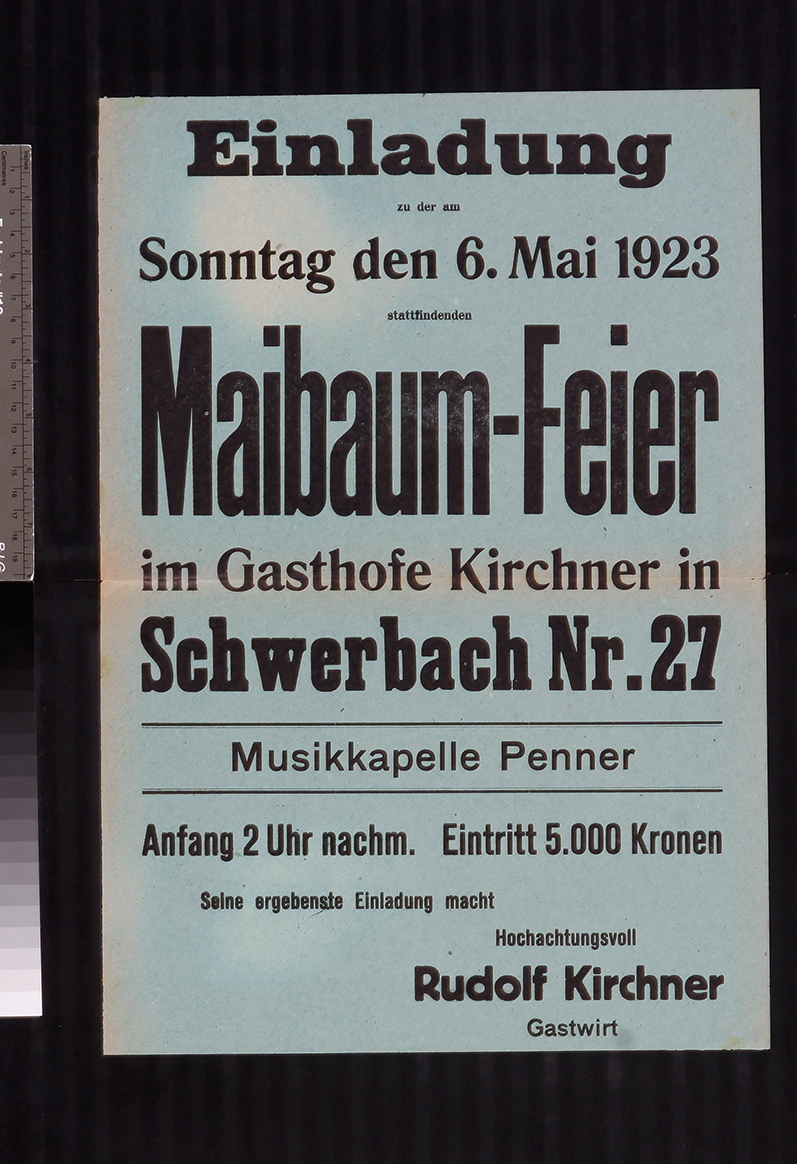 Einladung
zu der am
Sonntag den 6. Mai 1923
stattfindenden
Maibaum-Feier
im Gasthofe Kirchner in
Schwerbach Nr. 27
Musikkapelle Penner
Anfang 2 Uhr nachm. Eintritt 5.000 Kronen
Seine ergebenste Einladung macht
Hochachtungsvoll
Rudolf Kirchner
Gastwirt